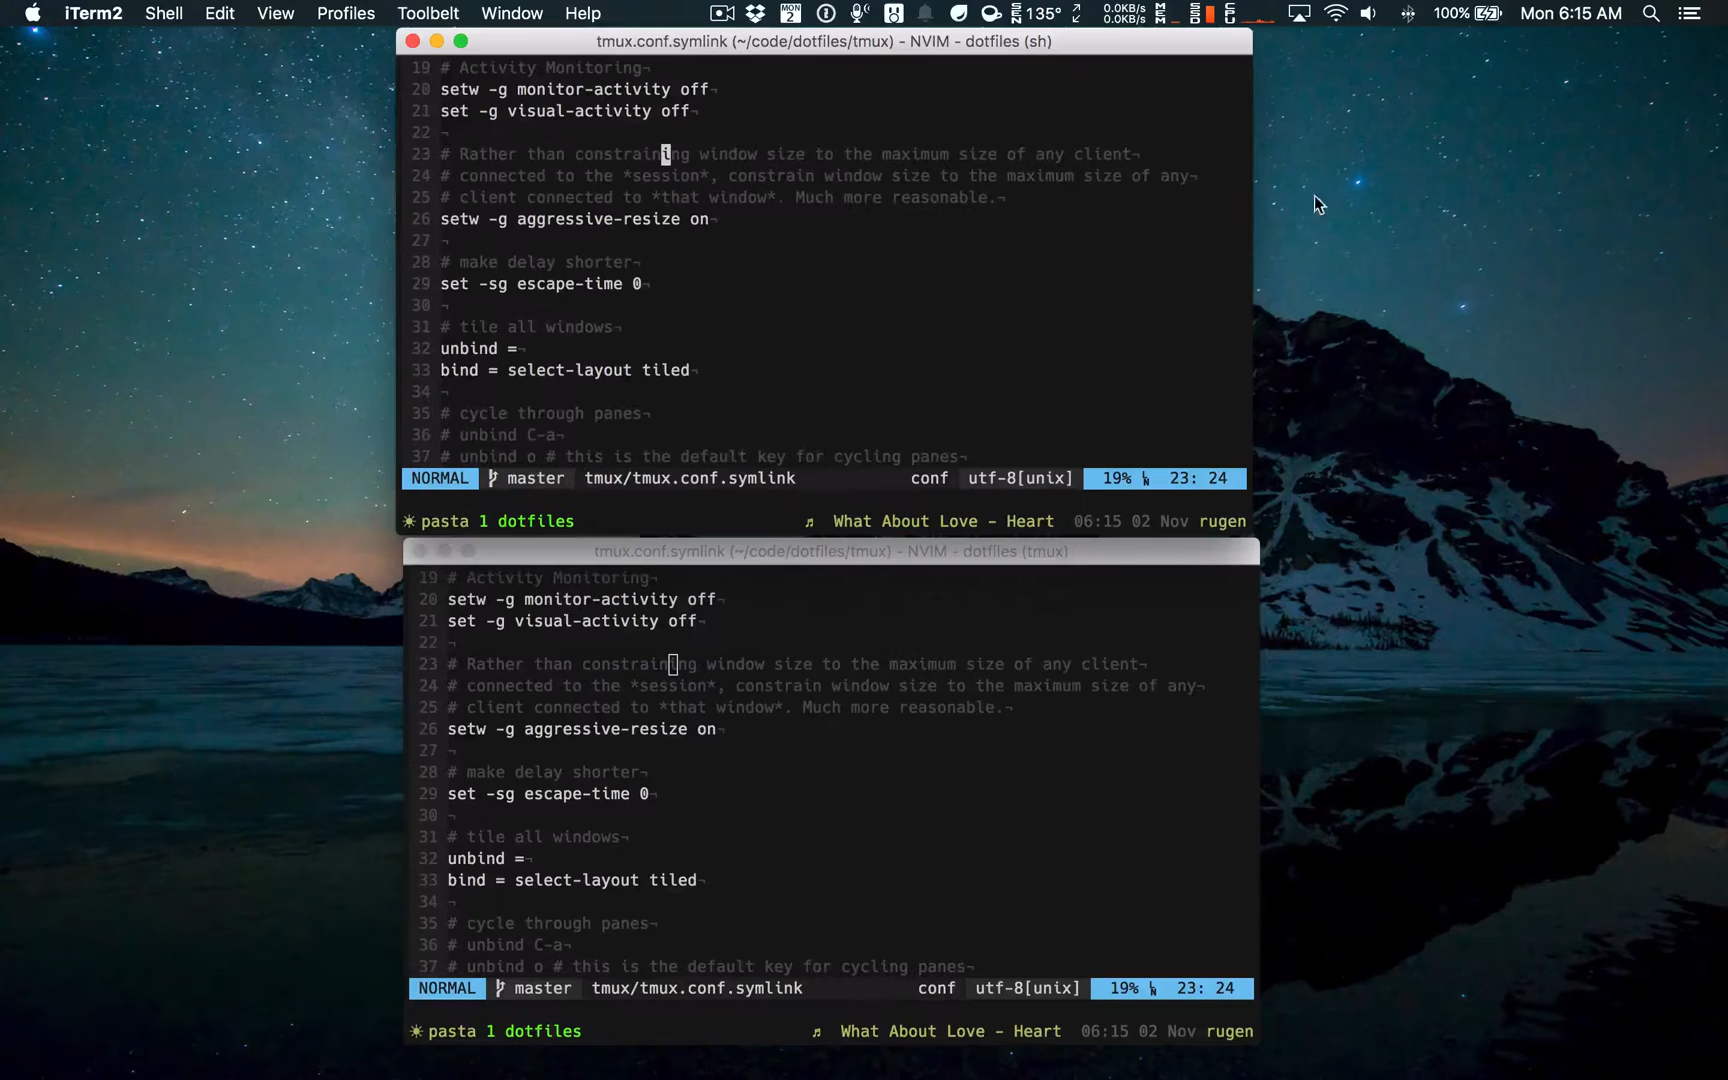 iTerm2 Shell Edit View Profiles Toolbelt Window Help MON 2 SEN 135° 0.0KB/s 0.0KB/s 100% Mon 6:15 AM
tmux.conf.symlink (~/code/dotfiles/tmux) - NVIM - dotfiles (sh)
19 # Activity Monitoring¬
20 setw -g monitor-activity off¬
21 set -g visual-activity off¬
22 ¬
23 # Rather than constraining window size to the maximum size of any client¬
24 # connected to the *session*, constrain window size to the maximum size of any¬
25 # client connected to *that window*. Much more reasonable.¬
26 setw -g aggressive-resize on¬
27 ¬
28 # make delay shorter¬
29 set -sg escape-time 0¬
30 ¬
31 # tile all windows¬
32 unbind =¬
33 bind = select-layout tiled¬
34 ¬
35 # cycle through panes¬
36 # unbind C-a¬
37 # unbind o # this is the default key for cycling panes¬
NORMAL master tmux/tmux.conf.symlink conf utf-8[unix] 19% 23: 24
☀ pasta 1 dotfiles ♬ What About Love - Heart 06:15 02 Nov rugen
tmux.conf.symlink (~/code/dotfiles/tmux) - NVIM - dotfiles (tmux)
19 # Activity Monitoring¬
20 setw -g monitor-activity off¬
21 set -g visual-activity off¬
22 ¬
23 # Rather than constraining window size to the maximum size of any client¬
24 # connected to the *session*, constrain window size to the maximum size of any¬
25 # client connected to *that window*. Much more reasonable.¬
26 setw -g aggressive-resize on¬
27 ¬
28 # make delay shorter¬
29 set -sg escape-time 0¬
30 ¬
31 # tile all windows¬
32 unbind =¬
33 bind = select-layout tiled¬
34 ¬
35 # cycle through panes¬
36 # unbind C-a¬
37 # unbind o # this is the default key for cycling panes¬
NORMAL master tmux/tmux.conf.symlink conf utf-8[unix] 19% 23: 24
☀ pasta 1 dotfiles ♬ What About Love - Heart 06:15 02 Nov rugen